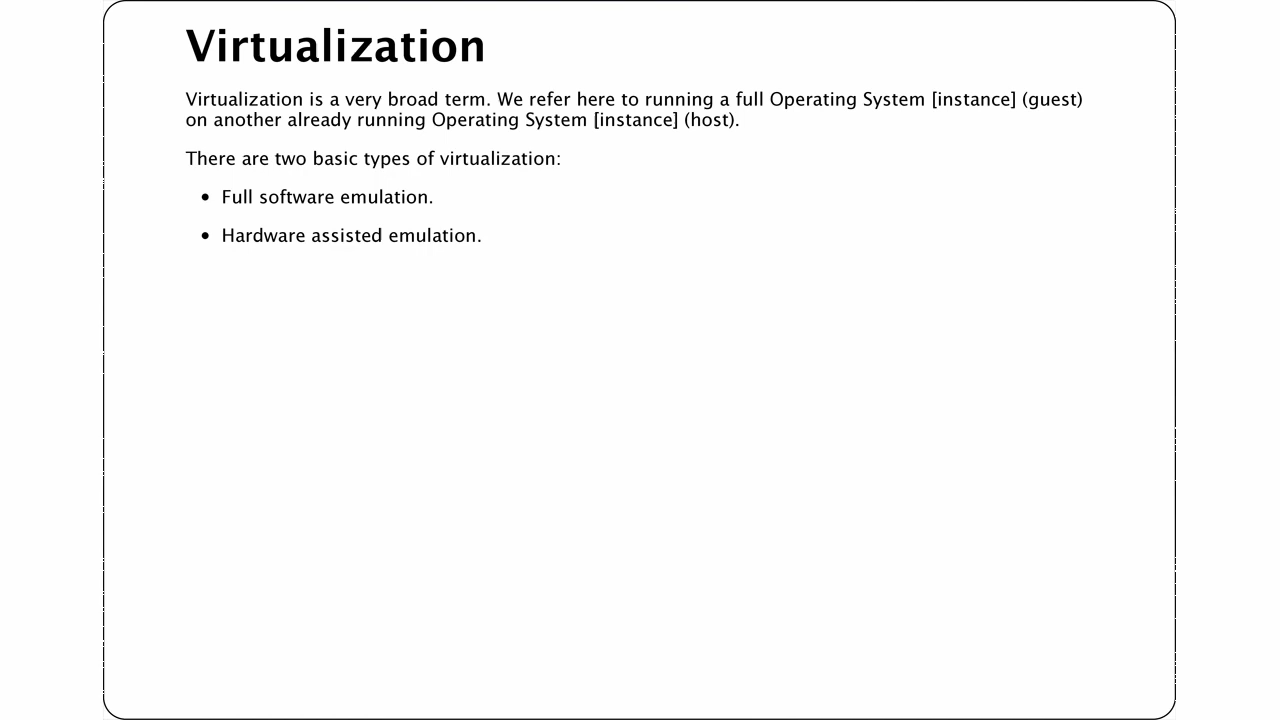 Virtualization
Virtualization is a very broad term. We refer here to running a full Operating System [instance] (guest)
on another already running Operating System [instance] (host).
There are two basic types of virtualization:
• Full software emulation.
• Hardware assisted emulation.